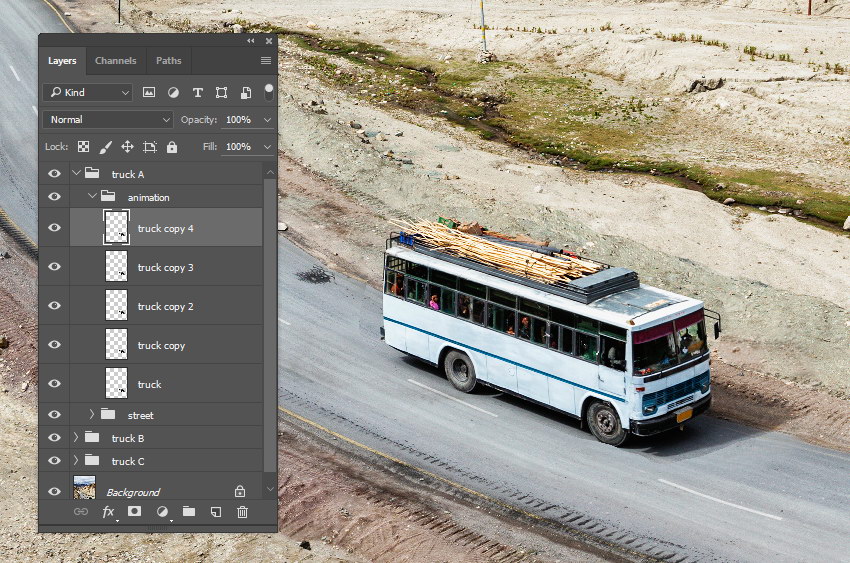 Layers Channels Paths
Kind
Normal Opacity: 100%
Lock: Fill: 100%
truck A
animation
truck copy 4
truck copy 3
truck copy 2
truck copy
truck
street
truck B
truck C
Background
fx